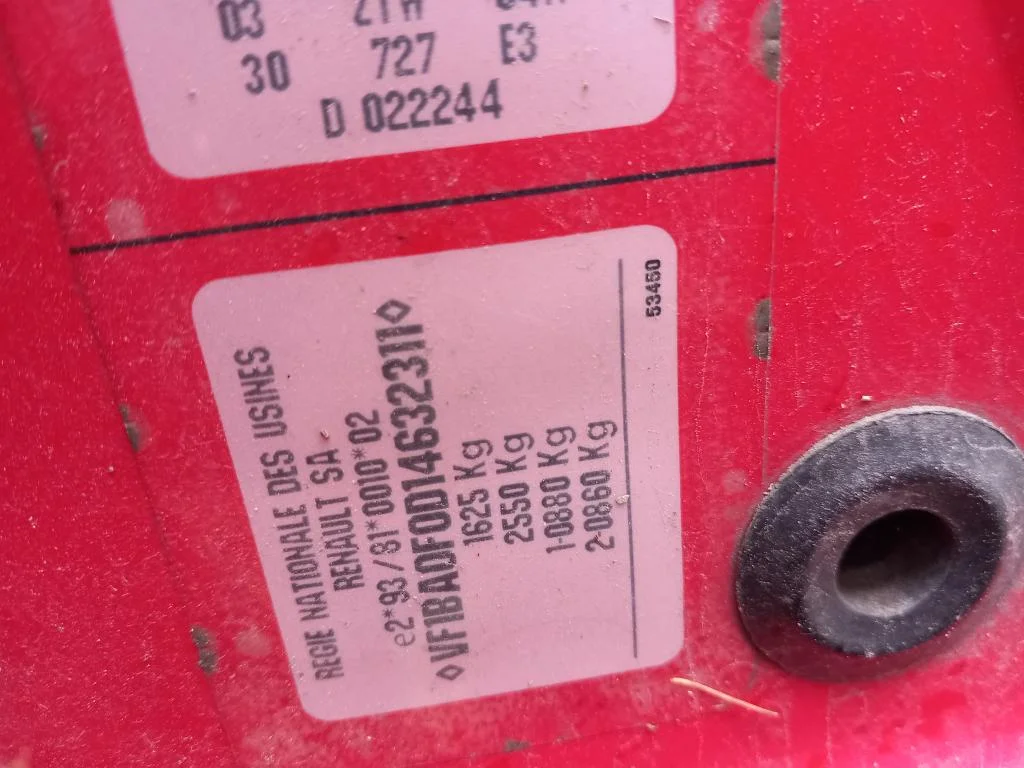 03
30 727 E3
D 022244
REGIE NATIONALE DES USINES
RENAULT SA
e2*93/81*0010*02
◊VF1BA0F0D14632311◊
1625 Kg
2550 Kg
1-0880 Kg
2-0860 Kg
53460